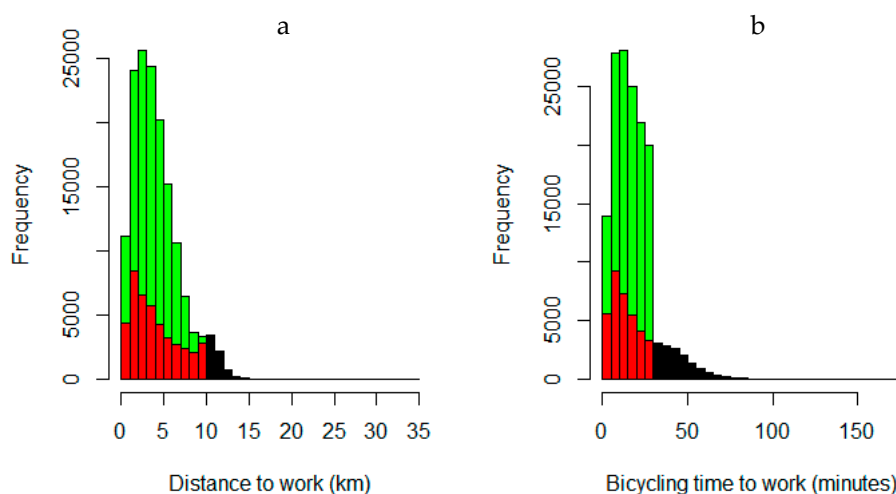 a
Frequency
0
5000
15000
25000
0 5 10 15 20 25 30 35
Distance to work (km)
b
Frequency
0
5000
15000
25000
0 50 100 150
Bicycling time to work (minutes)